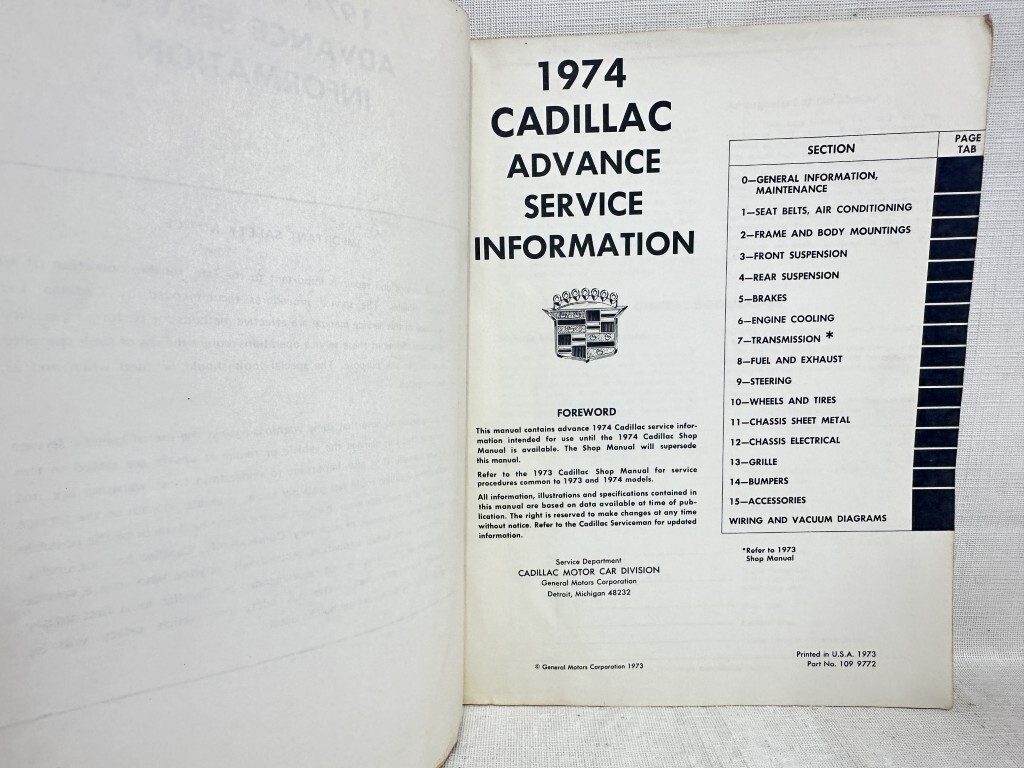 1974
CADILLAC
ADVANCE
SERVICE
INFORMATION
FOREWORD
This manual contains advance 1974 Cadillac service infor-
mation intended for use until the 1974 Cadillac Shop
Manual is available. The Shop Manual will supersede
this manual.
Refer to the 1973 Cadillac Shop Manual for service
procedures common to 1973 and 1974 models.
All information, illustrations and specifications contained in
this manual are based on data available at time of pub-
lication. The right is reserved to make changes at any time
without notice. Refer to the Cadillac Serviceman for updated
information.
Service Department
CADILLAC MOTOR CAR DIVISION
General Motors Corporation
Detroit, Michigan 48232
© General Motors Corporation 1973
SECTION
PAGE
TAB
0—GENERAL INFORMATION,
MAINTENANCE
1—SEAT BELTS, AIR CONDITIONING
2—FRAME AND BODY MOUNTINGS
3—FRONT SUSPENSION
4—REAR SUSPENSION
5—BRAKES
6—ENGINE COOLING
7—TRANSMISSION *
8—FUEL AND EXHAUST
9—STEERING
10—WHEELS AND TIRES
11—CHASSIS SHEET METAL
12—CHASSIS ELECTRICAL
13—GRILLE
14—BUMPERS
15—ACCESSORIES
WIRING AND VACUUM DIAGRAMS
*Refer to 1973
Shop Manual
Printed in U.S.A. 1973
Part No. 109 9772